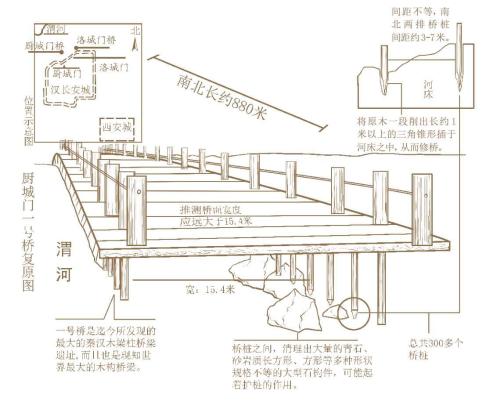 渭河
北
洛城门桥
厨城门
洛城门
汉长安城
西安城
位置示意图
南北长约880米
间距不等，南
北两排桥桩
间距约3-7米。
河
床
将原木一段削出长约1
米以上的三角锥形插于
河床之中,从而修桥。
厨城门一号桥复原图
渭河
推测桥面宽度
应远大于15.4米
宽：15.4米
一号桥是迄今所发现的
最大的秦汉木梁柱桥梁
遗址,而且也是现知世
界最大的木构桥梁。
桥桩之间，清理出大量的青石、
砂岩质长方形、方形等多种形状
规格不等的大型石构件，可能起
着护桩的作用。
总共300多个
桥桩